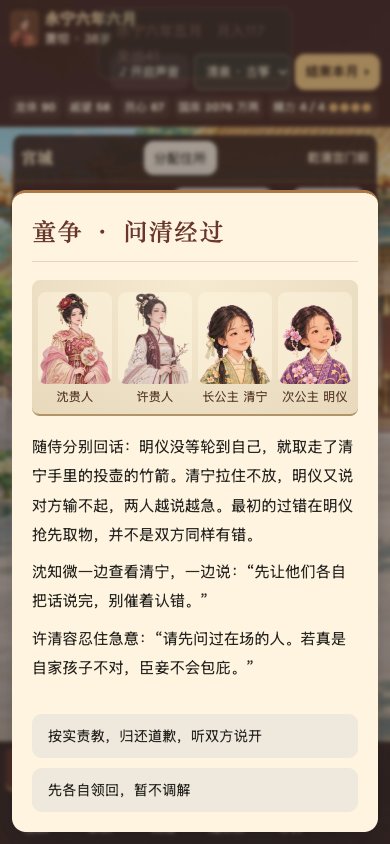 永宁六年六月
结束本月
宫城
分配住所
童争 · 问清经过
沈贵人
许贵人
长公主 清宁
次公主 明仪
随侍分别回话：明仪没等轮到自己，就取走了清
宁手里的投壶的竹箭。清宁拉住不放，明仪又说
对方输不起，两人越说越急。最初的过错在明仪
抢先取物，并不是双方同样有错。
沈知微一边查看清宁，一边说：“先让他们各自
把话说完，别催着认错。”
许清容忍住急意：“请先问过在场的人。若真是
自家孩子不对，臣妾不会包庇。”
按实责教，归还道歉，听双方说开
先各自领回，暂不调解